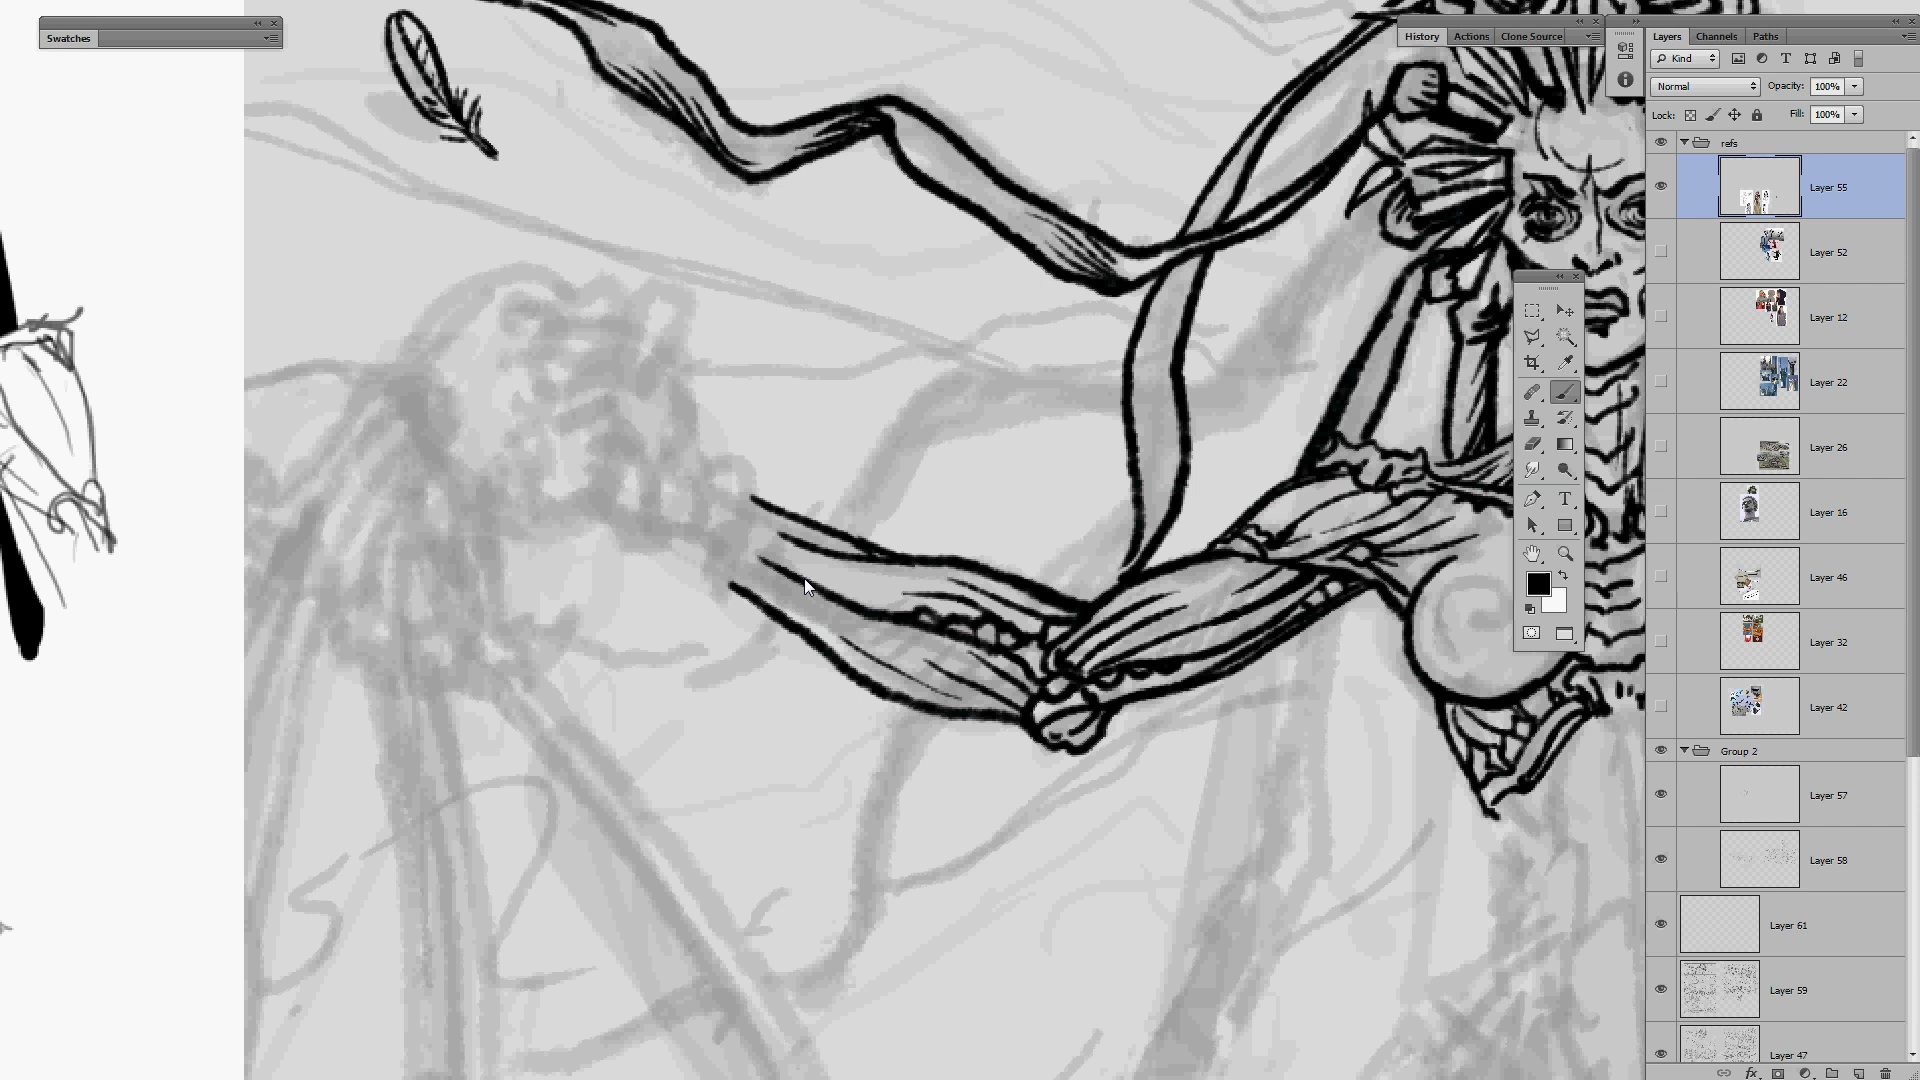 Swatches
History Actions Clone Source
Layers Channels Paths
Kind
Normal Opacity: 100%
Lock: Fill: 100%
refs
Layer 55
Layer 52
Layer 12
Layer 22
Layer 26
Layer 16
Layer 46
Layer 32
Layer 42
Group 2
Layer 57
Layer 58
Layer 61
Layer 59
Layer 47
fx